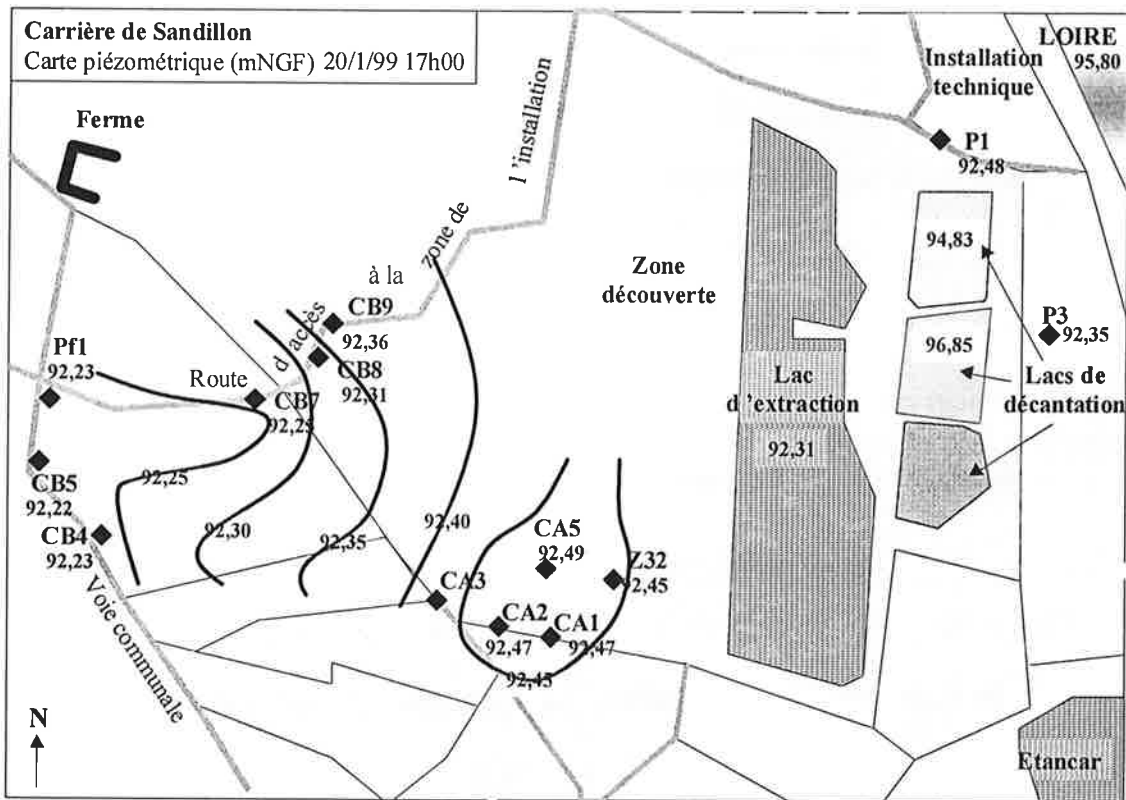 Carrière de Sandillon
Carte piézométrique (mNGF) 20/1/99 17h00
LOIRE
95,80
Installation
technique
Ferme
l 'installation
P1
92,48
zone de
à la
d 'accès
Route
94,83
Zone
découverte
CB9
92,36
CB8
92,31
P3
92,35
Pf1
92,23
96,85
CB7
Lac
d 'extraction
92,31
Lacs de
décantation
92,25
CB5
92,22
92,30
92,40
92,35
CB4
92,23
CA5
92,49
Z32
92,45
CA3
CA2
92,47
CA1
92,47
92,45
Voie communale
N
Etancar